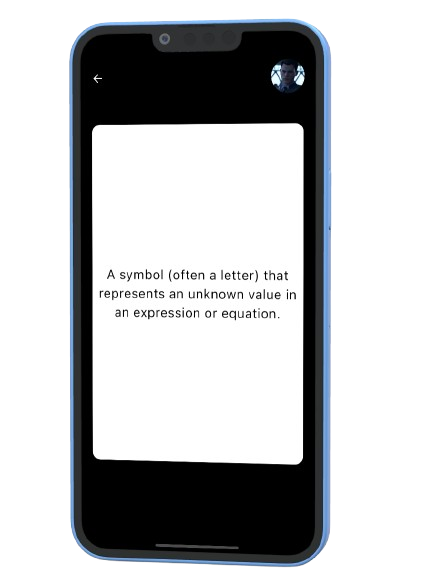 A symbol (often a letter) that
represents an unknown value in
an expression or equation.